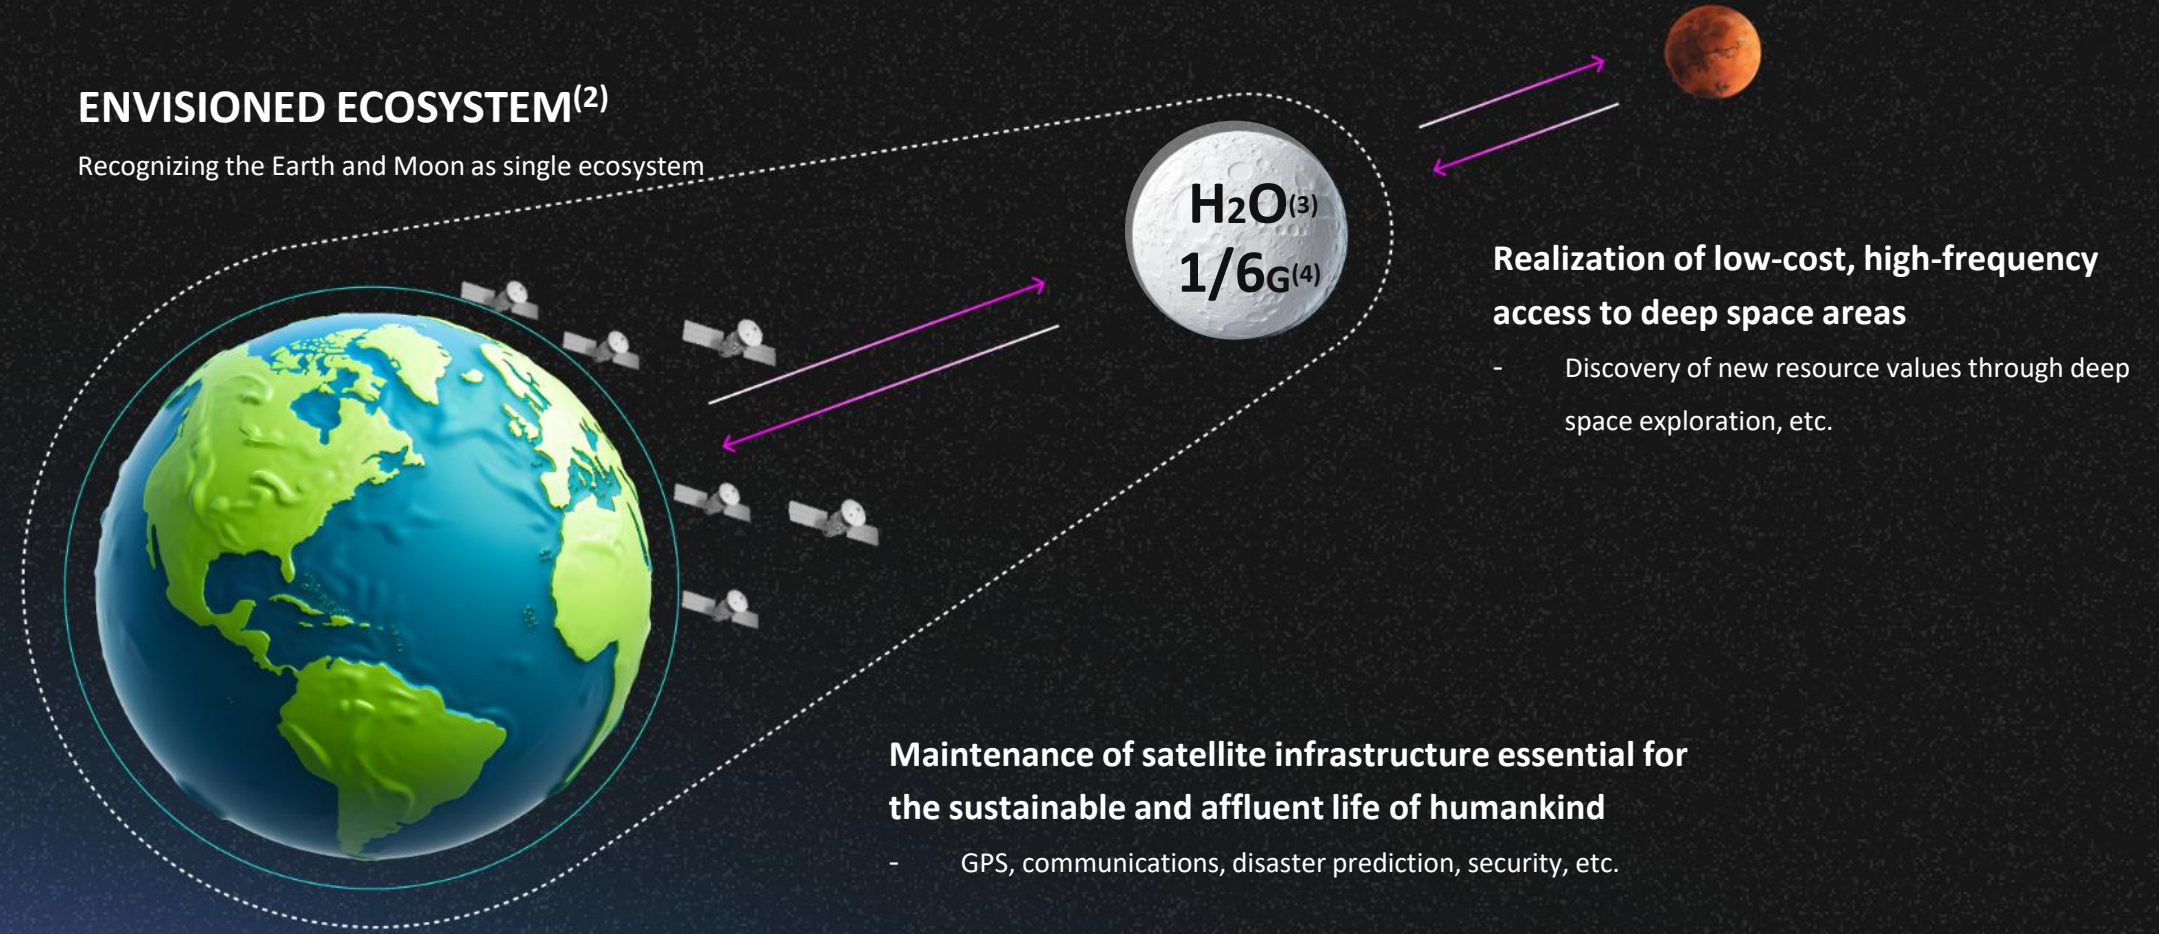 ENVISIONED ECOSYSTEM(2)
Recognizing the Earth and Moon as single ecosystem
H2O(3)
1/6G(4)
Realization of low-cost, high-frequency
access to deep space areas
- Discovery of new resource values through deep
space exploration, etc.
Maintenance of satellite infrastructure essential for
the sustainable and affluent life of humankind
- GPS, communications, disaster prediction, security, etc.